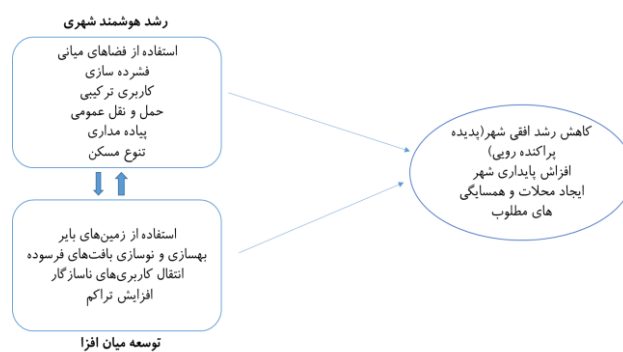 رشد هوشمند شهری
استفاده از فضاهای میانی
فشرده سازی
کاربری ترکیبی
حمل و نقل عمومی
پیاده مداری
تنوع مسکن
استفاده از زمین‌های بایر
بهسازی و نوسازی بافت‌های فرسوده
انتقال کاربری‌های ناسازگار
افزایش تراکم
توسعه میان افزا
کاهش رشد افقی شهر(پدیده
پراکنده رویی)
افزاش پایداری شهر
ایجاد محلات و همسایگی
های مطلوب